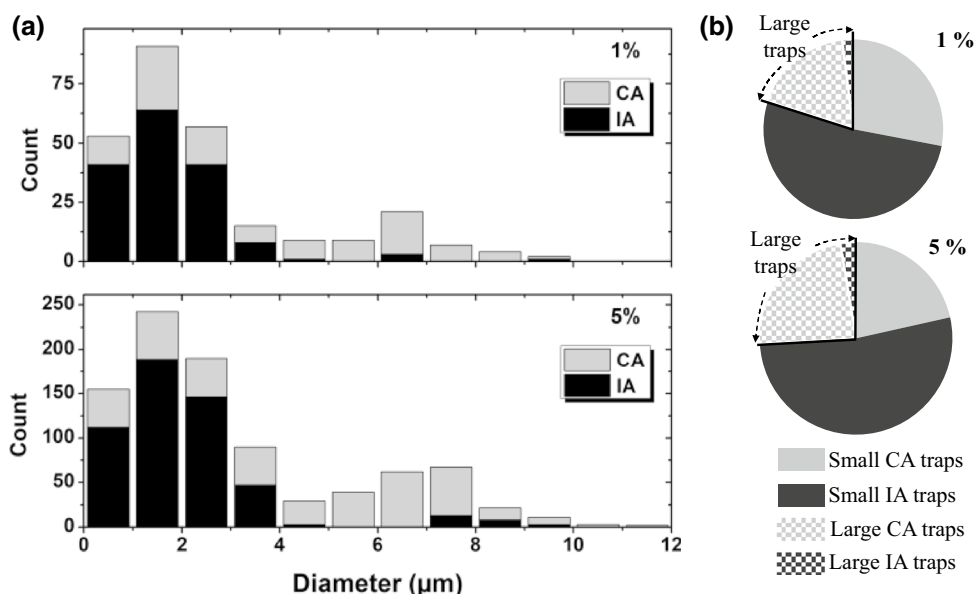 (a)
1%
CA
IA
75
50
25
0
Count
5%
CA
IA
250
200
150
100
50
0
Count
0 2 4 6 8 10 12
Diameter (µm)
(b)
Large
traps
1 %
Large
traps
5 %
Small CA traps
Small IA traps
Large CA traps
Large IA traps